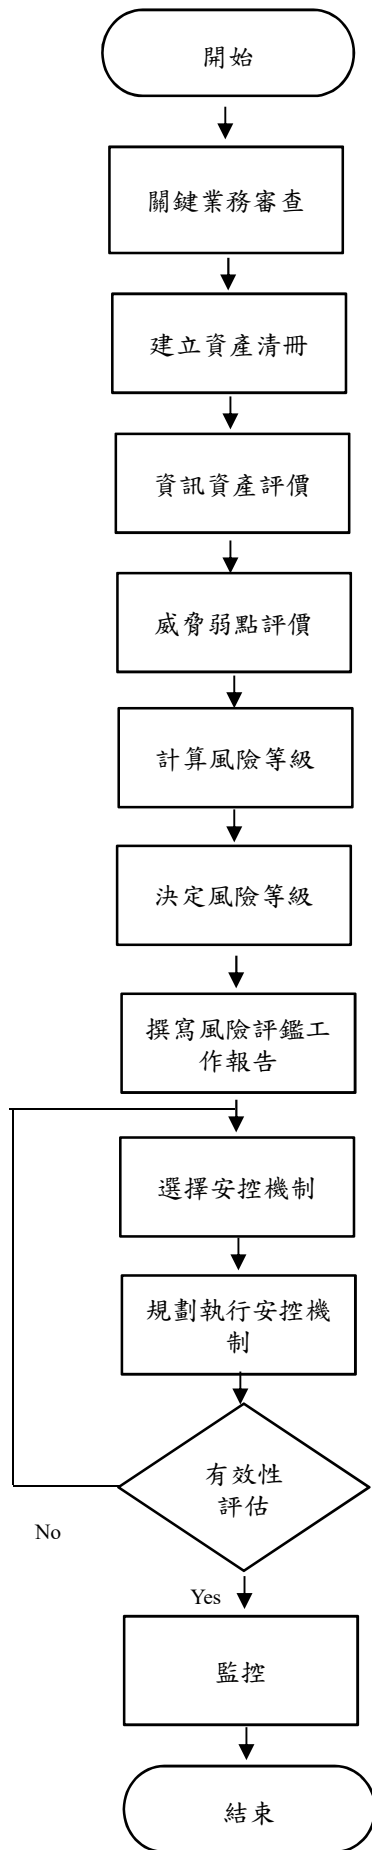 開始
關鍵業務審查
建立資產清冊
資訊資產評價
威脅弱點評價
計算風險等級
決定風險等級
撰寫風險評鑑工
作報告
選擇安控機制
規劃執行安控機
制
有效性
評估
No
Yes
監控
結束